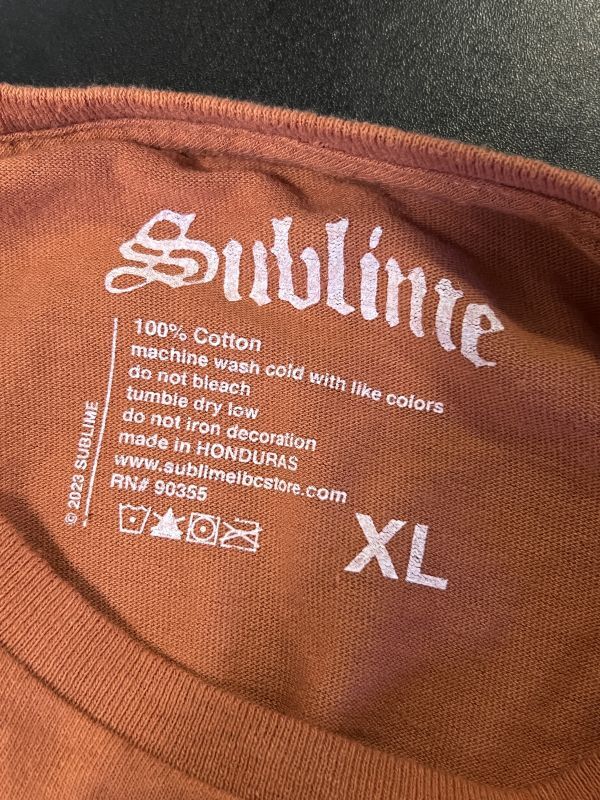 Sublime
100% Cotton
machine wash cold with like colors
do not bleach
tumble dry low
do not iron decoration
made in HONDURAS
www.sublimelbcstore.com
RN# 90355
© 2023 SUBLIME
XL